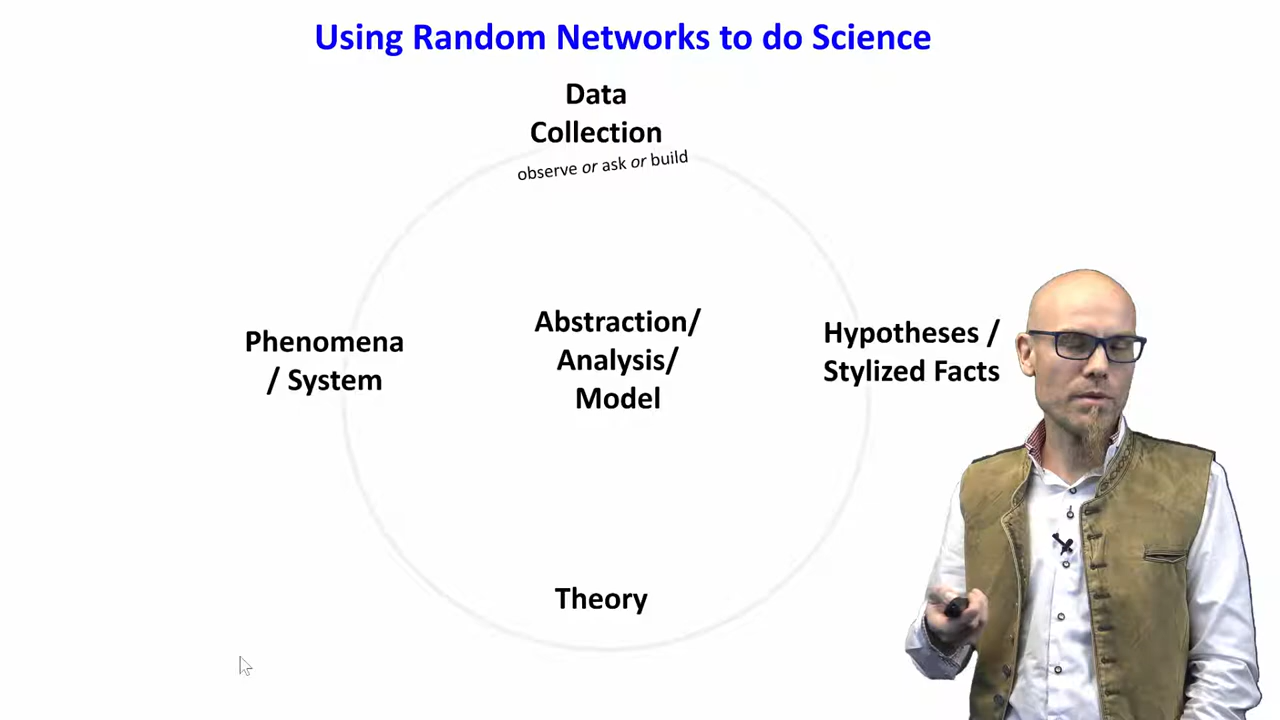 Using Random Networks to do Science
Data
Collection
observe or ask or build
Phenomena
/ System
Abstraction/
Analysis/
Model
Hypotheses /
Stylized Facts
Theory